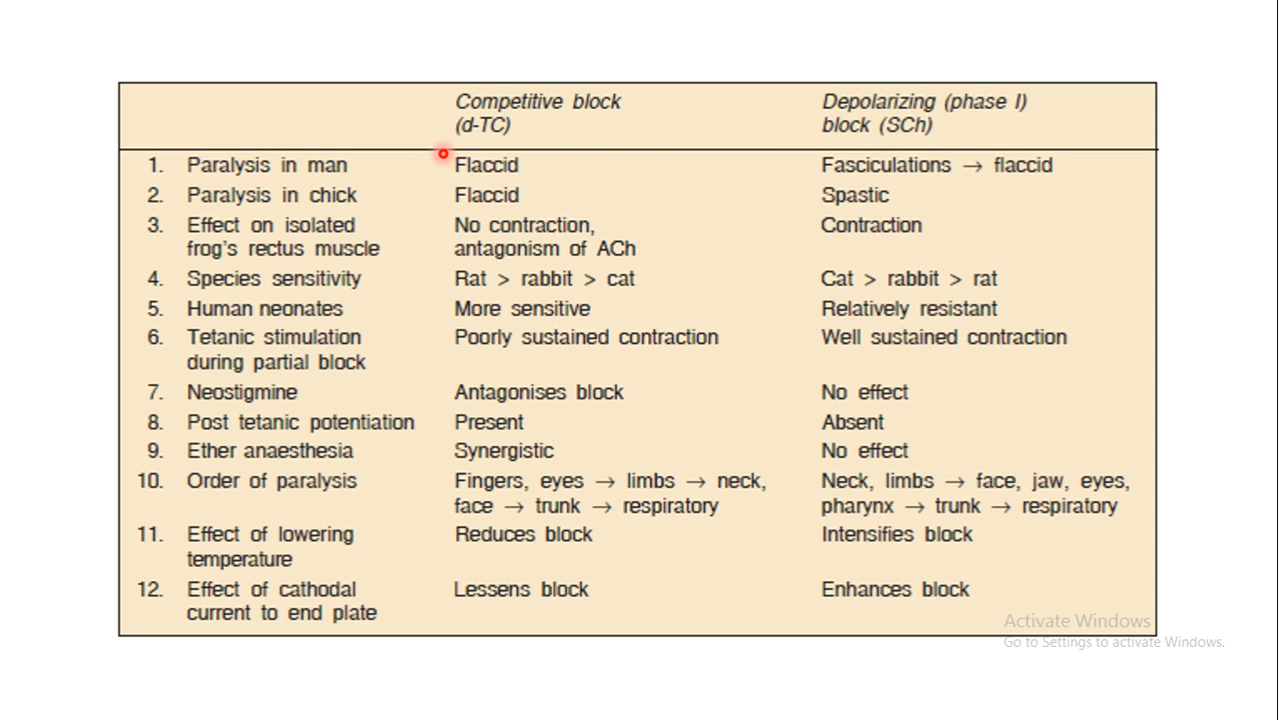 Competitive block Depolarizing (phase I)
(d-TC) block (SCh)
1. Paralysis in man Flaccid Fasciculations → flaccid
2. Paralysis in chick Flaccid Spastic
3. Effect on isolated No contraction, Contraction
frog's rectus muscle antagonism of ACh
4. Species sensitivity Rat > rabbit > cat Cat > rabbit > rat
5. Human neonates More sensitive Relatively resistant
6. Tetanic stimulation Poorly sustained contraction Well sustained contraction
during partial block
7. Neostigmine Antagonises block No effect
8. Post tetanic potentiation Present Absent
9. Ether anaesthesia Synergistic No effect
10. Order of paralysis Fingers, eyes → limbs → neck, Neck, limbs → face, jaw, eyes,
face → trunk → respiratory pharynx → trunk → respiratory
11. Effect of lowering Reduces block Intensifies block
temperature
12. Effect of cathodal Lessens block Enhances block
current to end plate
Activate Windows
Go to Settings to activate Windows.